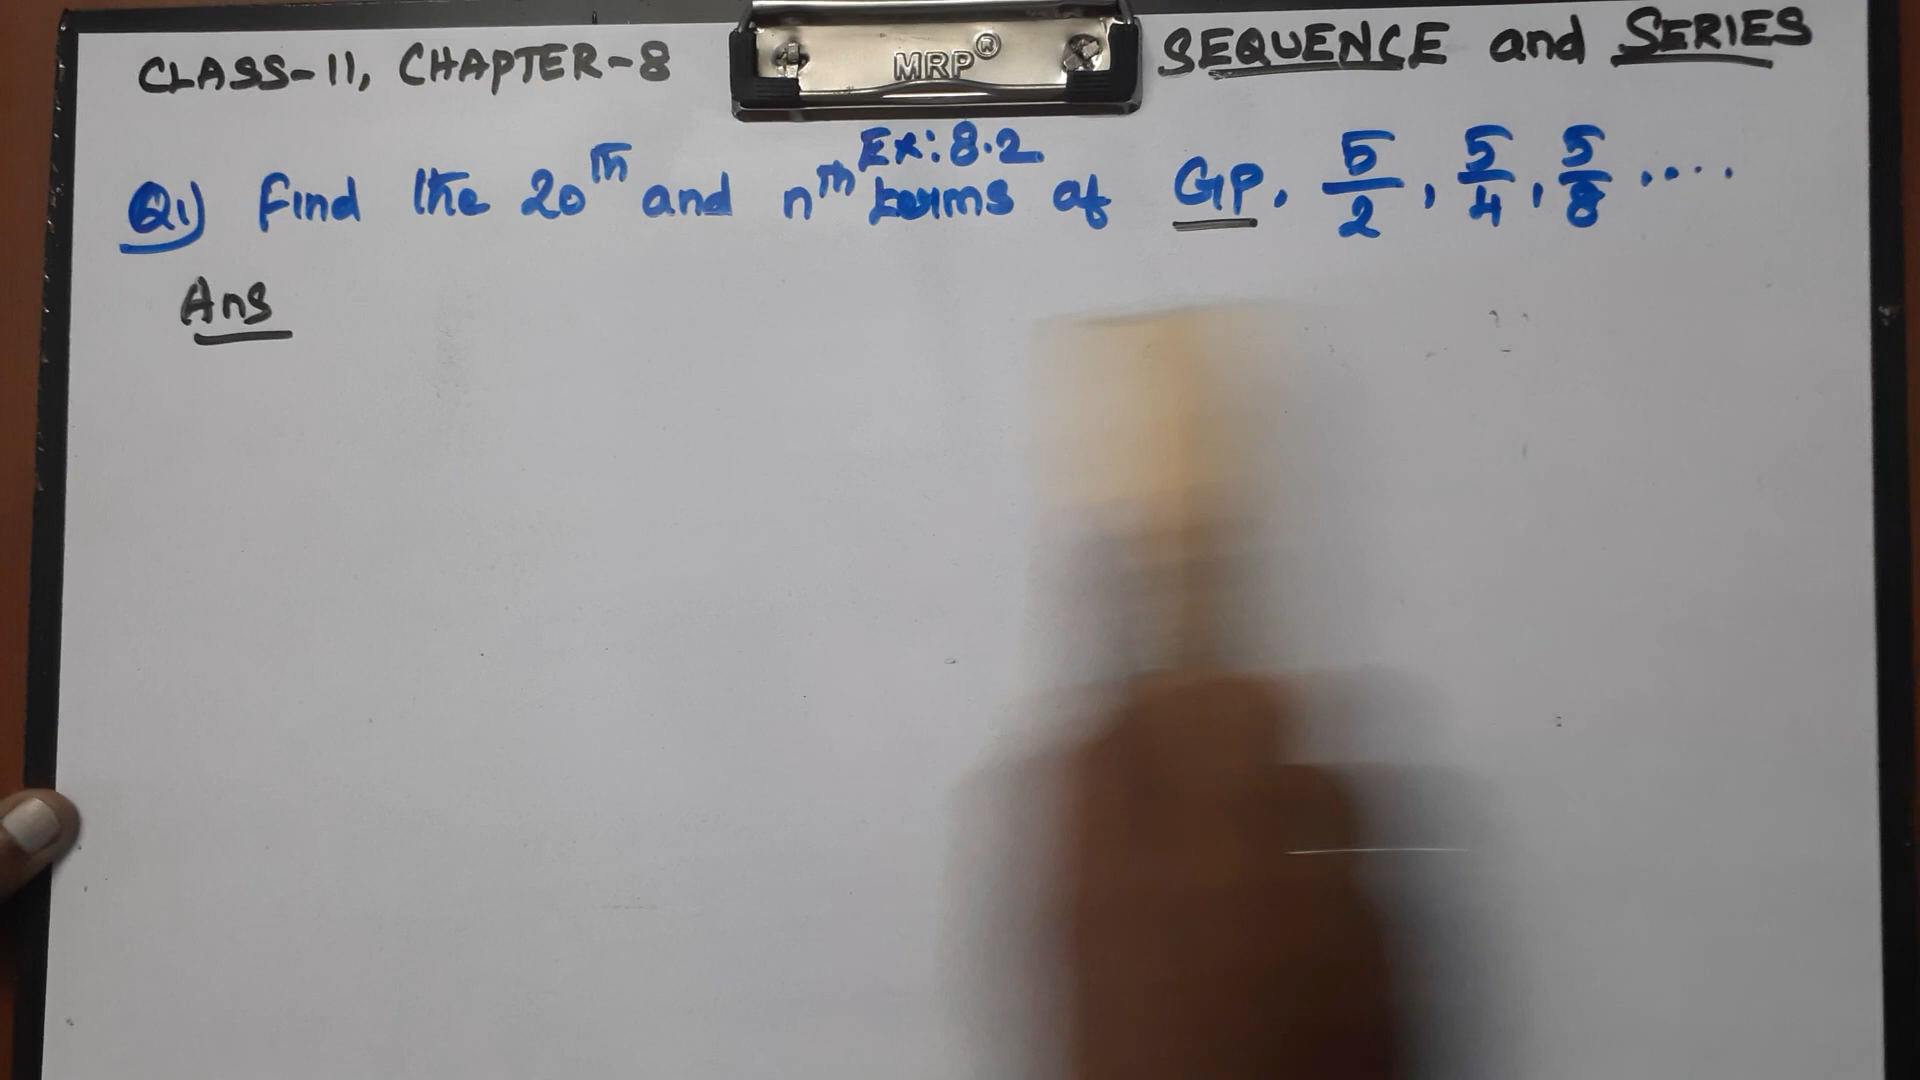 CLASS-11, CHAPTER-8 MRP® SEQUENCE and SERIES
Ex: 8.2
Q1) Find the 20th and nth terms of GP, 5/2, 5/4, 5/8, ....
Ans